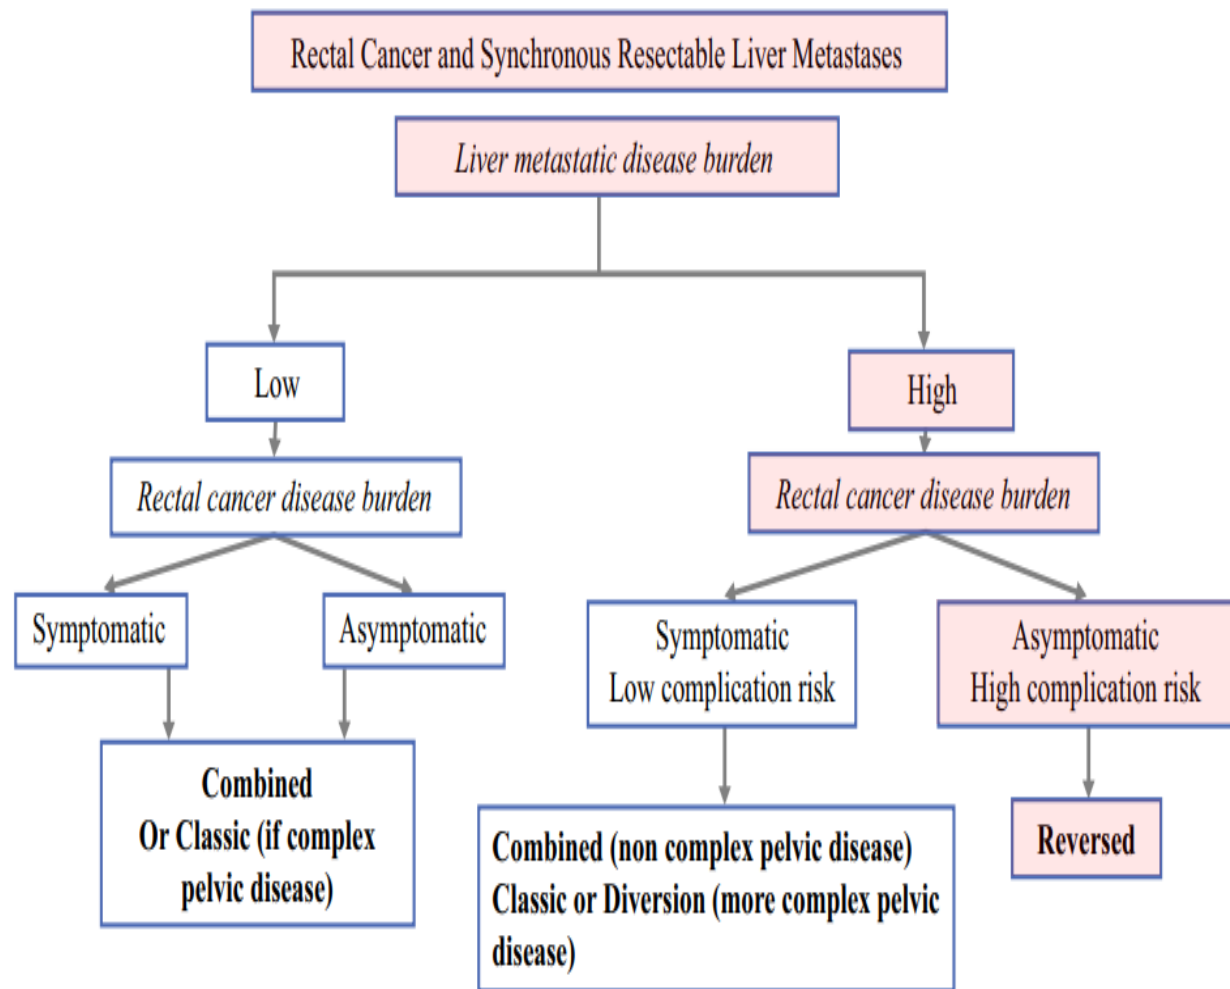 Rectal Cancer and Synchronous Resectable Liver Metastases
Liver metastatic disease burden
Low
High
Rectal cancer disease burden
Rectal cancer disease burden
Symptomatic
Asymptomatic
Symptomatic
Low complication risk
Asymptomatic
High complication risk
Combined
Or Classic (if complex
pelvic disease)
Combined (non complex pelvic disease)
Classic or Diversion (more complex pelvic
disease)
Reversed